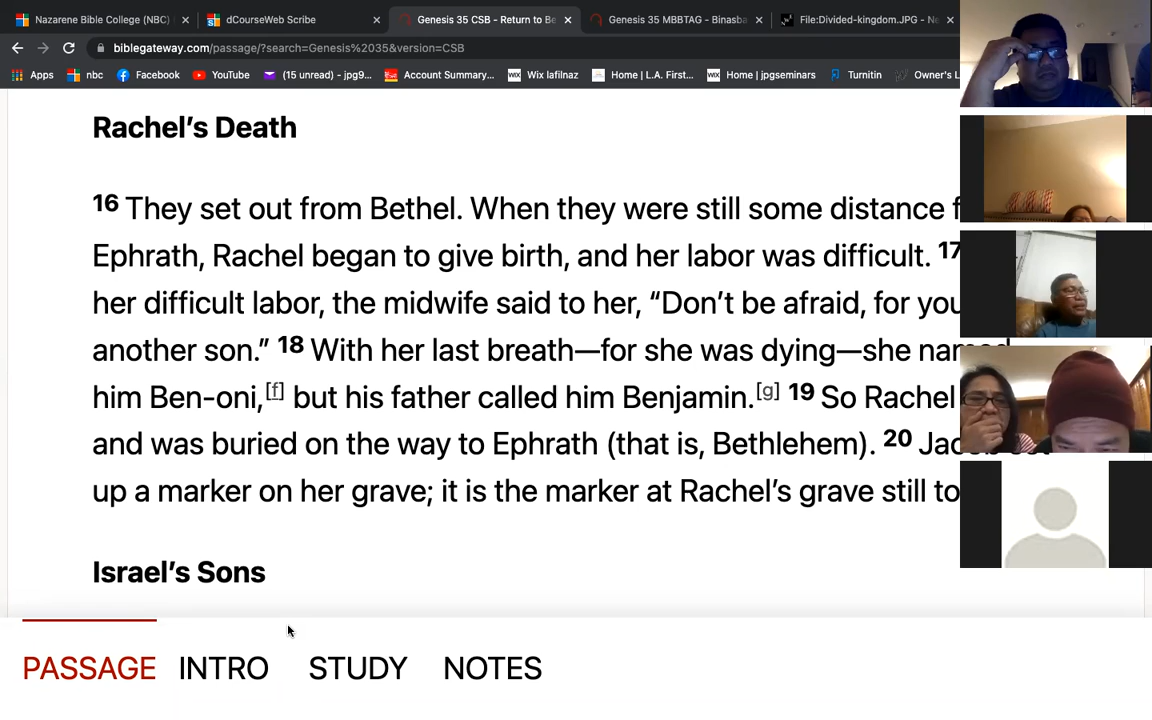 Nazarene Bible College (NBC)
dCourseWeb Scribe
Genesis 35 CSB - Return to Be
Genesis 35 MBBTAG - Binasba
File:Divided-kingdom.JPG - Ne
biblegateway.com/passage/?search=Genesis%2035&version=CSB
Apps nbc Facebook YouTube (15 unread) - jpg9... Account Summary... Wix lafilnaz Home | L.A. First... Home | jpgseminars Turnitin Owner's L
Rachel's Death
16 They set out from Bethel. When they were still some distance f
Ephrath, Rachel began to give birth, and her labor was difficult. 17
her difficult labor, the midwife said to her, “Don't be afraid, for you
another son.” 18 With her last breath—for she was dying—she named
him Ben-oni,[f] but his father called him Benjamin.[g] 19 So Rachel
and was buried on the way to Ephrath (that is, Bethlehem). 20
up a marker on her grave; it is the marker at Rachel's grave still to
Israel's Sons
PASSAGE INTRO STUDY NOTES